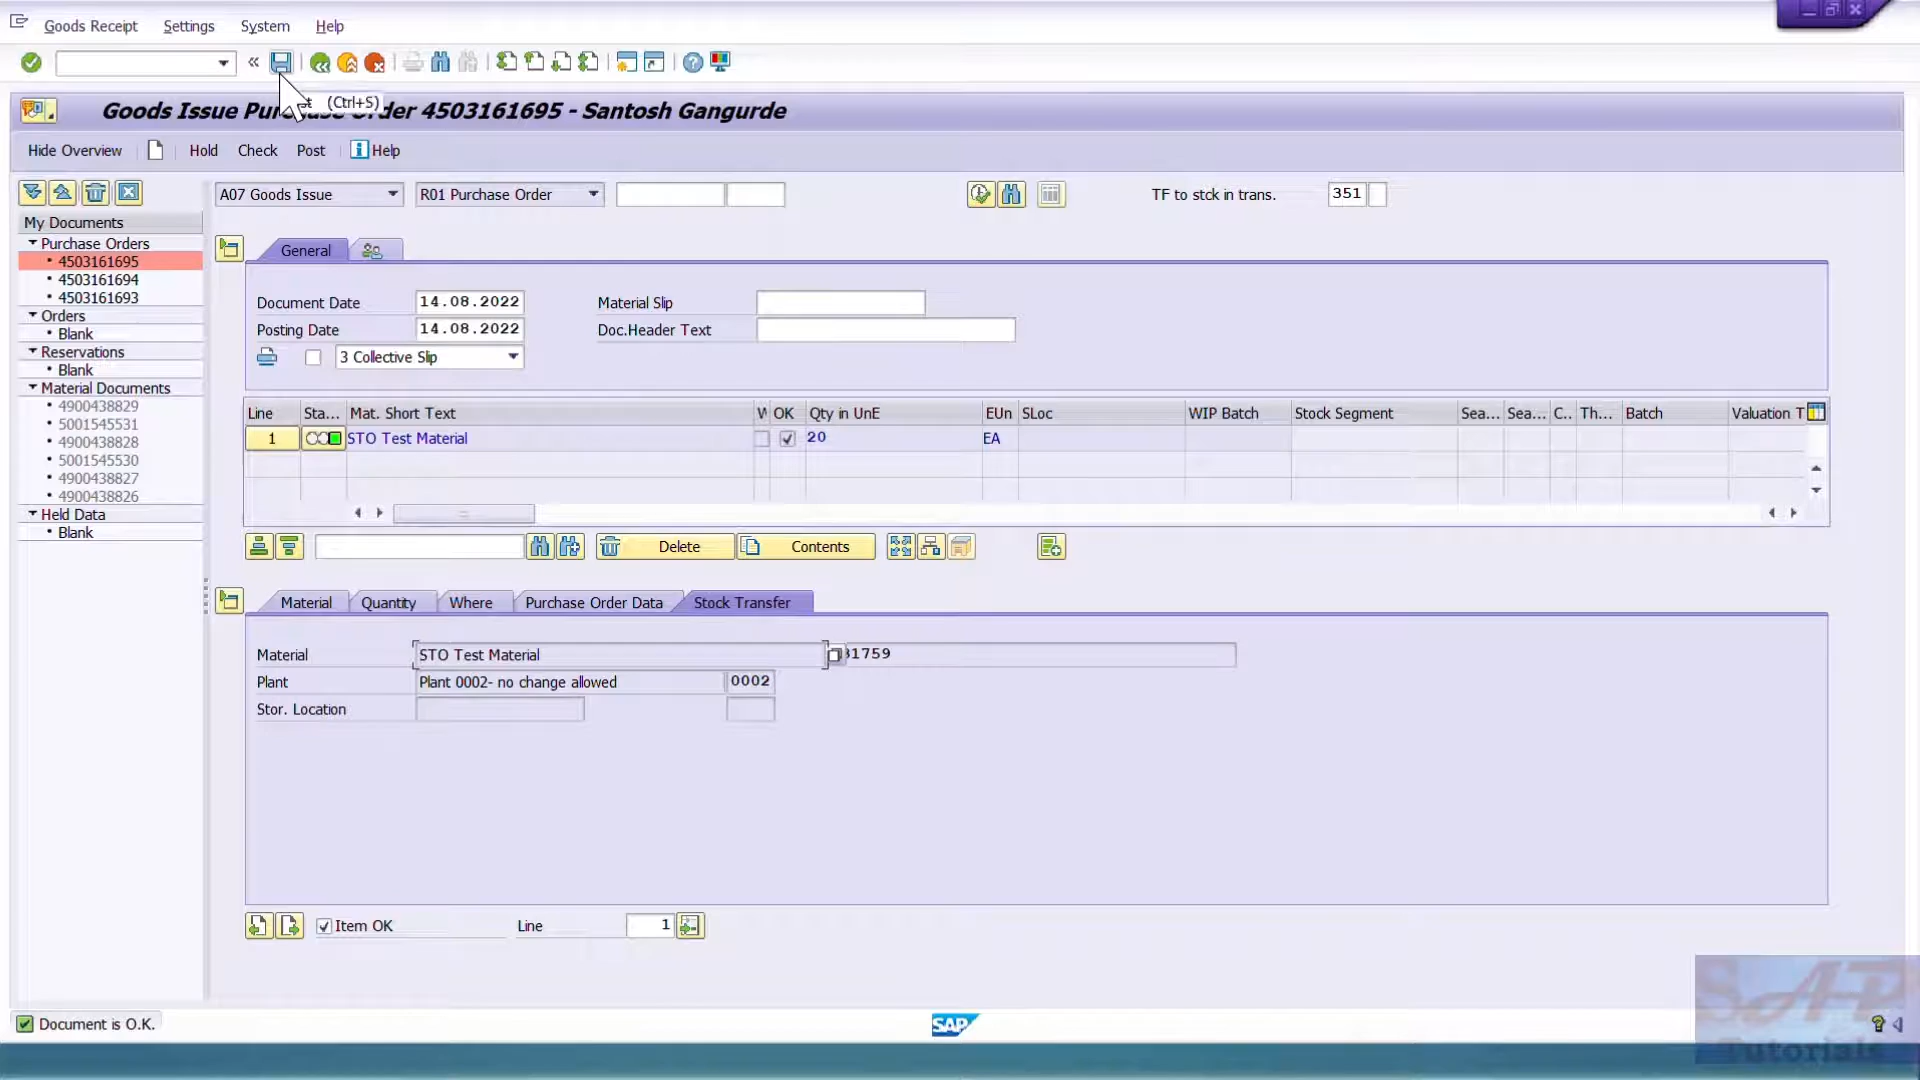 Goods Receipt Settings System Help
(Ctrl+S)
Goods Issue Purchase Order 4503161695 - Santosh Gangurde
Hide Overview Hold Check Post Help
A07 Goods Issue R01 Purchase Order TF to stck in trans. 351
My Documents
Purchase Orders
4503161695
4503161694
4503161693
Orders
Blank
Reservations
Blank
Material Documents
4900438829
5001545531
4900438828
5001545530
4900438827
4900438826
Held Data
Blank
General
Document Date 14.08.2022 Material Slip
Posting Date 14.08.2022 Doc.Header Text
3 Collective Slip
Line Sta... Mat. Short Text OK Qty in UnE EUn SLoc WIP Batch Stock Segment Sea... Sea... C.. Th... Batch Valuation T
1 STO Test Material 20 EA
Delete Contents
Material Quantity Where Purchase Order Data Stock Transfer
Material STO Test Material 31759
Plant Plant 0002- no change allowed 0002
Stor. Location
Item OK Line 1
Document is O.K. SAP
SAP
Tutorials